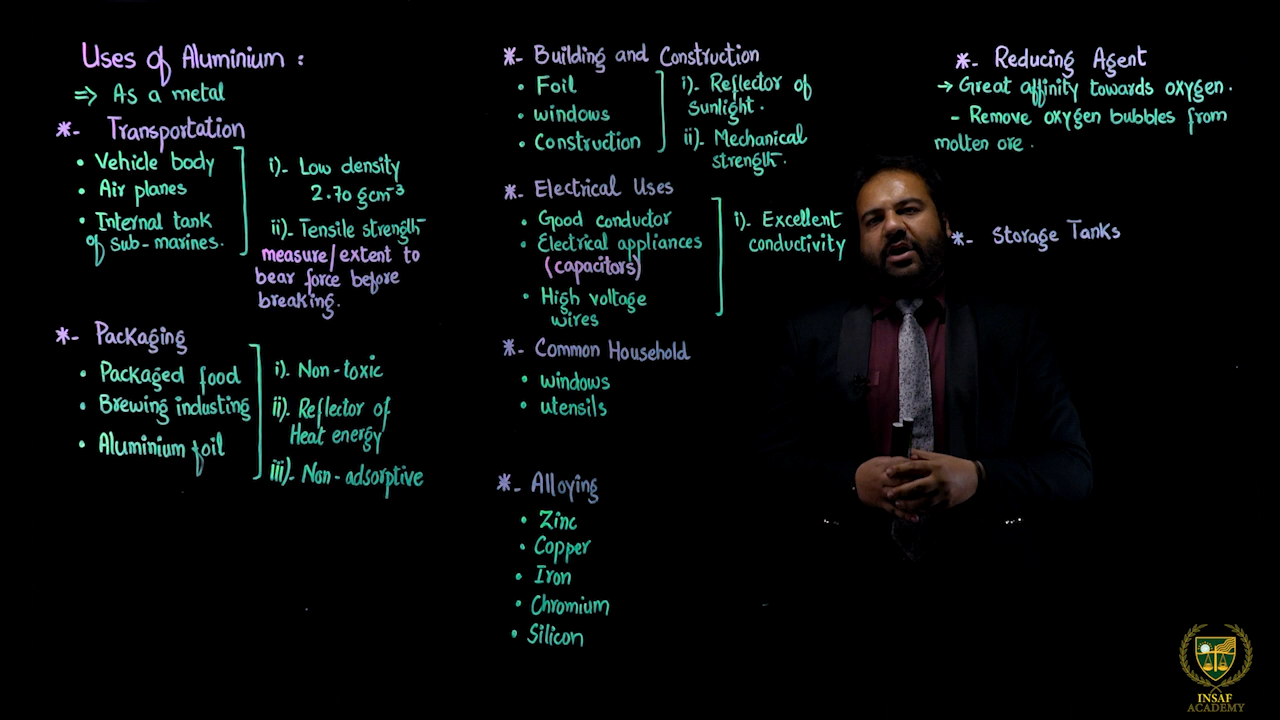 Uses of Aluminium :
⇒ As a metal
*- Transportation
• Vehicle body
• Air planes
• Internal tank
of sub-marines.
i)- Low density
2.70 gcm⁻³
ii)- Tensile strength
measure/extent to
bear force before
breaking.
*- Packaging
• Packaged food
• Brewing industing
• Aluminium foil
i)- Non-toxic
ii)- Reflector of
Heat energy
iii)- Non-adsorptive
*- Building and Construction
• Foil
• windows
• Construction
i)- Reflector of
sunlight.
ii)- Mechanical
strength.
*- Electrical Uses
• Good conductor
• Electrical appliances
(capacitors)
• High voltage
wires
i)- Excellent
conductivity
*- Common Household
• windows
• utensils
*- Alloying
• Zinc
• Copper
• Iron
• Chromium
• Silicon
*- Reducing Agent
→ Great affinity towards oxygen.
- Remove oxygen bubbles from
molten ore.
*- Storage Tanks
INSAF
ACADEMY